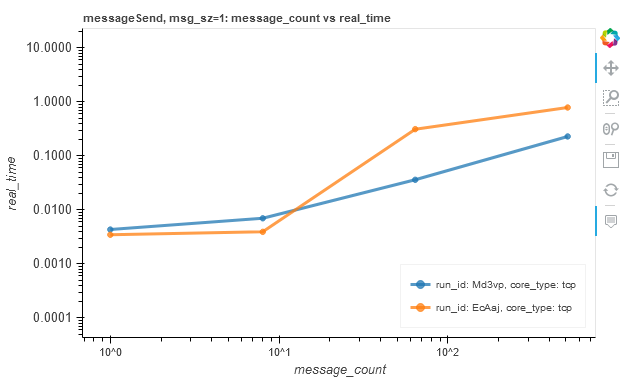 messageSend, msg_sz=1: message_count vs real_time
10.0000
1.0000
0.1000
0.0100
0.0010
0.0001
real_time
run_id: Md3vp, core_type: tcp
run_id: EcAaj, core_type: tcp
10^0
10^1
10^2
message_count